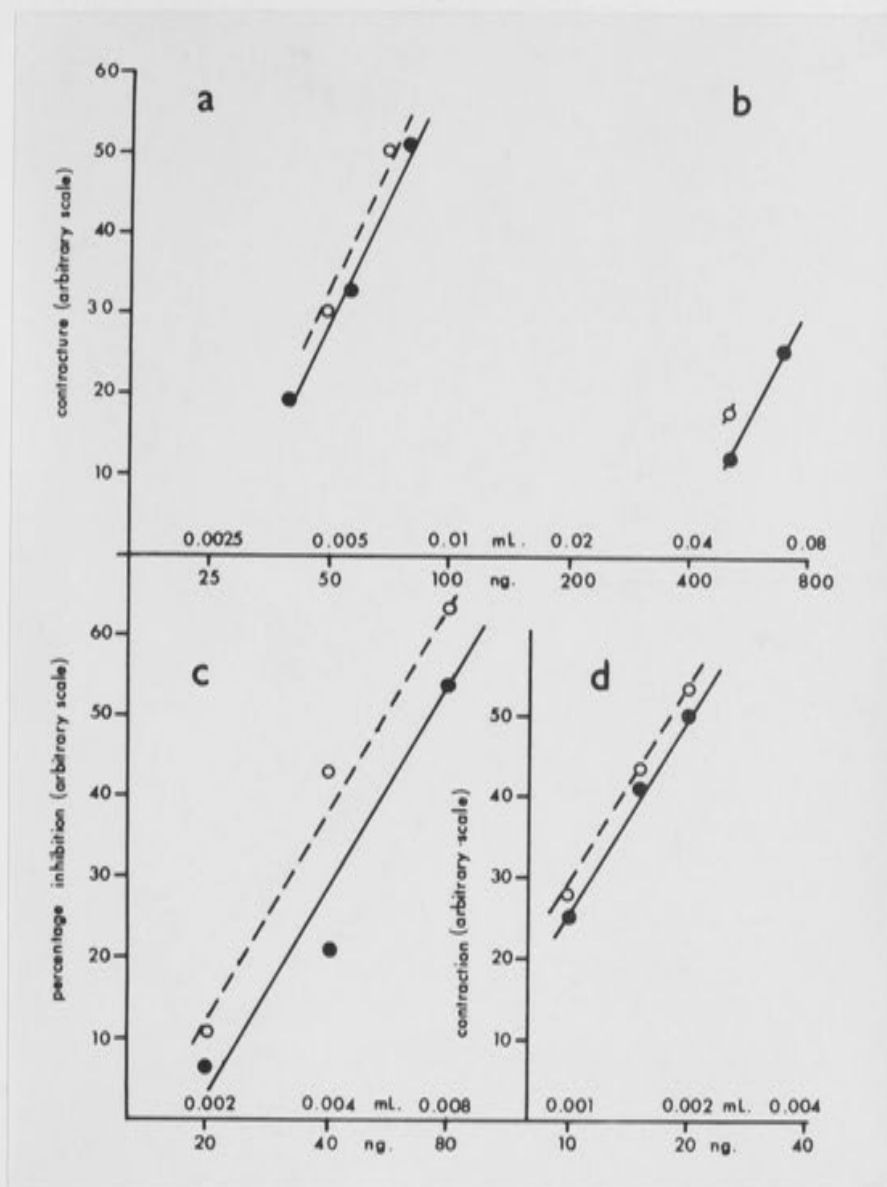 60
a
b
50
40
30
20
10
contracture (arbitrary scale)
0.0025 0.005 0.01 mL. 0.02 0.04 0.08
25 50 100 ng. 200 400 800
60
50
40
30
20
10
percentage inhibition (arbitrary scale)
c
d
50
40
30
20
10
contraction (arbitrary scale)
0.002 0.004 mL. 0.008
20 40 ng. 80
0.001 0.002 mL. 0.004
10 20 ng. 40